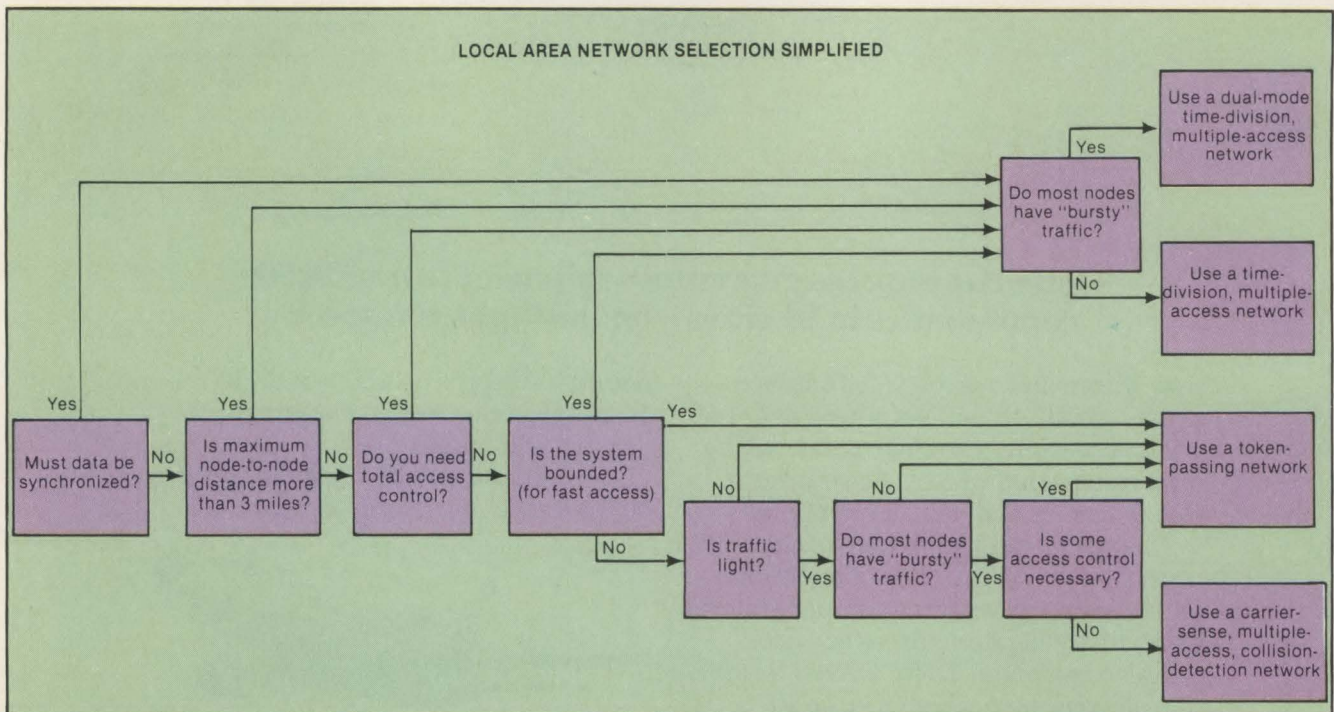 LOCAL AREA NETWORK SELECTION SIMPLIFIED
Use a dual-mode
time-division,
multiple-access
network
Yes
Do most nodes
have "bursty"
traffic?
No
Use a time-
division, multiple-
access network
Yes
Must data be
synchronized?
No
Yes
Is maximum
node-to-node
distance more
than 3 miles?
No
Yes
Do you need
total access
control?
No
Yes
Yes
Is the system
bounded?
(for fast access)
No
No
Is traffic
light?
Yes
No
Do most nodes
have "bursty"
traffic?
Yes
Yes
Is some
access control
necessary?
No
Use a token-
passing network
Use a carrier-
sense, multiple-
access, collision-
detection network